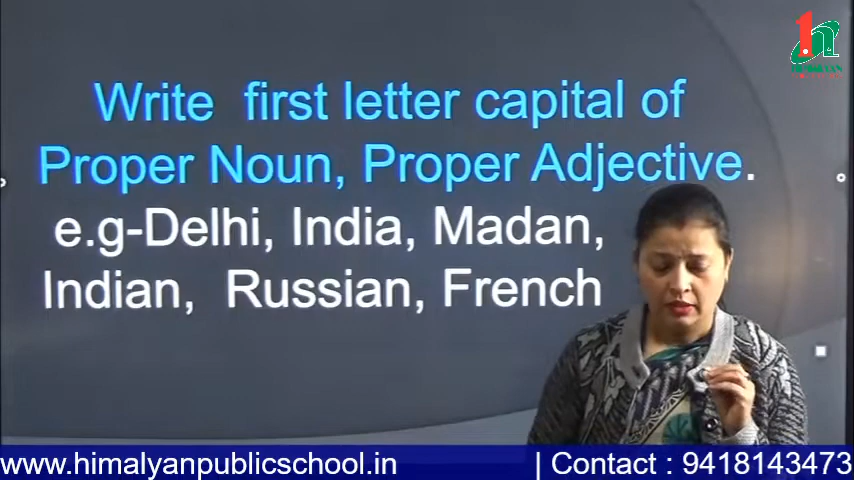 Write first letter capital of
Proper Noun, Proper Adjective.
e.g-Delhi, India, Madan,
Indian, Russian, French
www.himalyanpublicschool.in | Contact : 9418143473